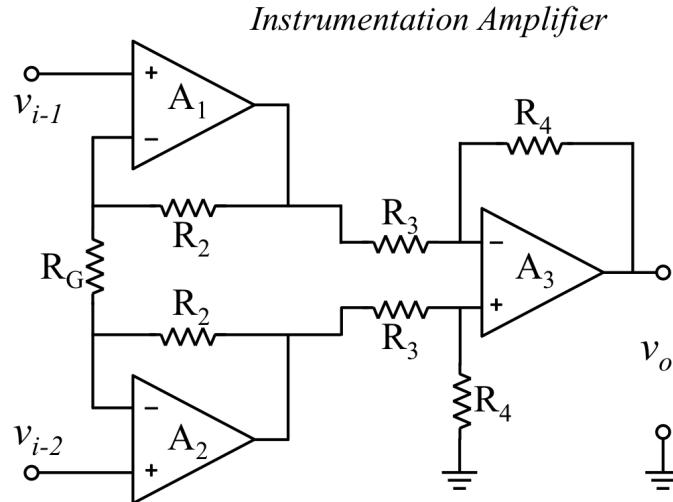 Instrumentation Amplifier
v_{i-1}
+
−
A_1
R_2
R_G
R_2
−
+
A_2
v_{i-2}
R_3
R_3
R_4
−
+
A_3
R_4
v_o